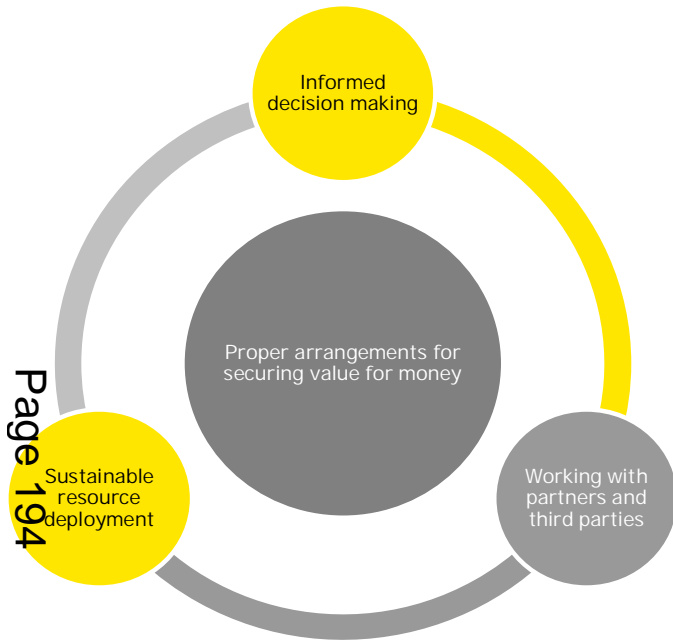 Informed
decision making
Proper arrangements for
securing value for money
Sustainable
resource
deployment
Working with
partners and
third parties
Page 194